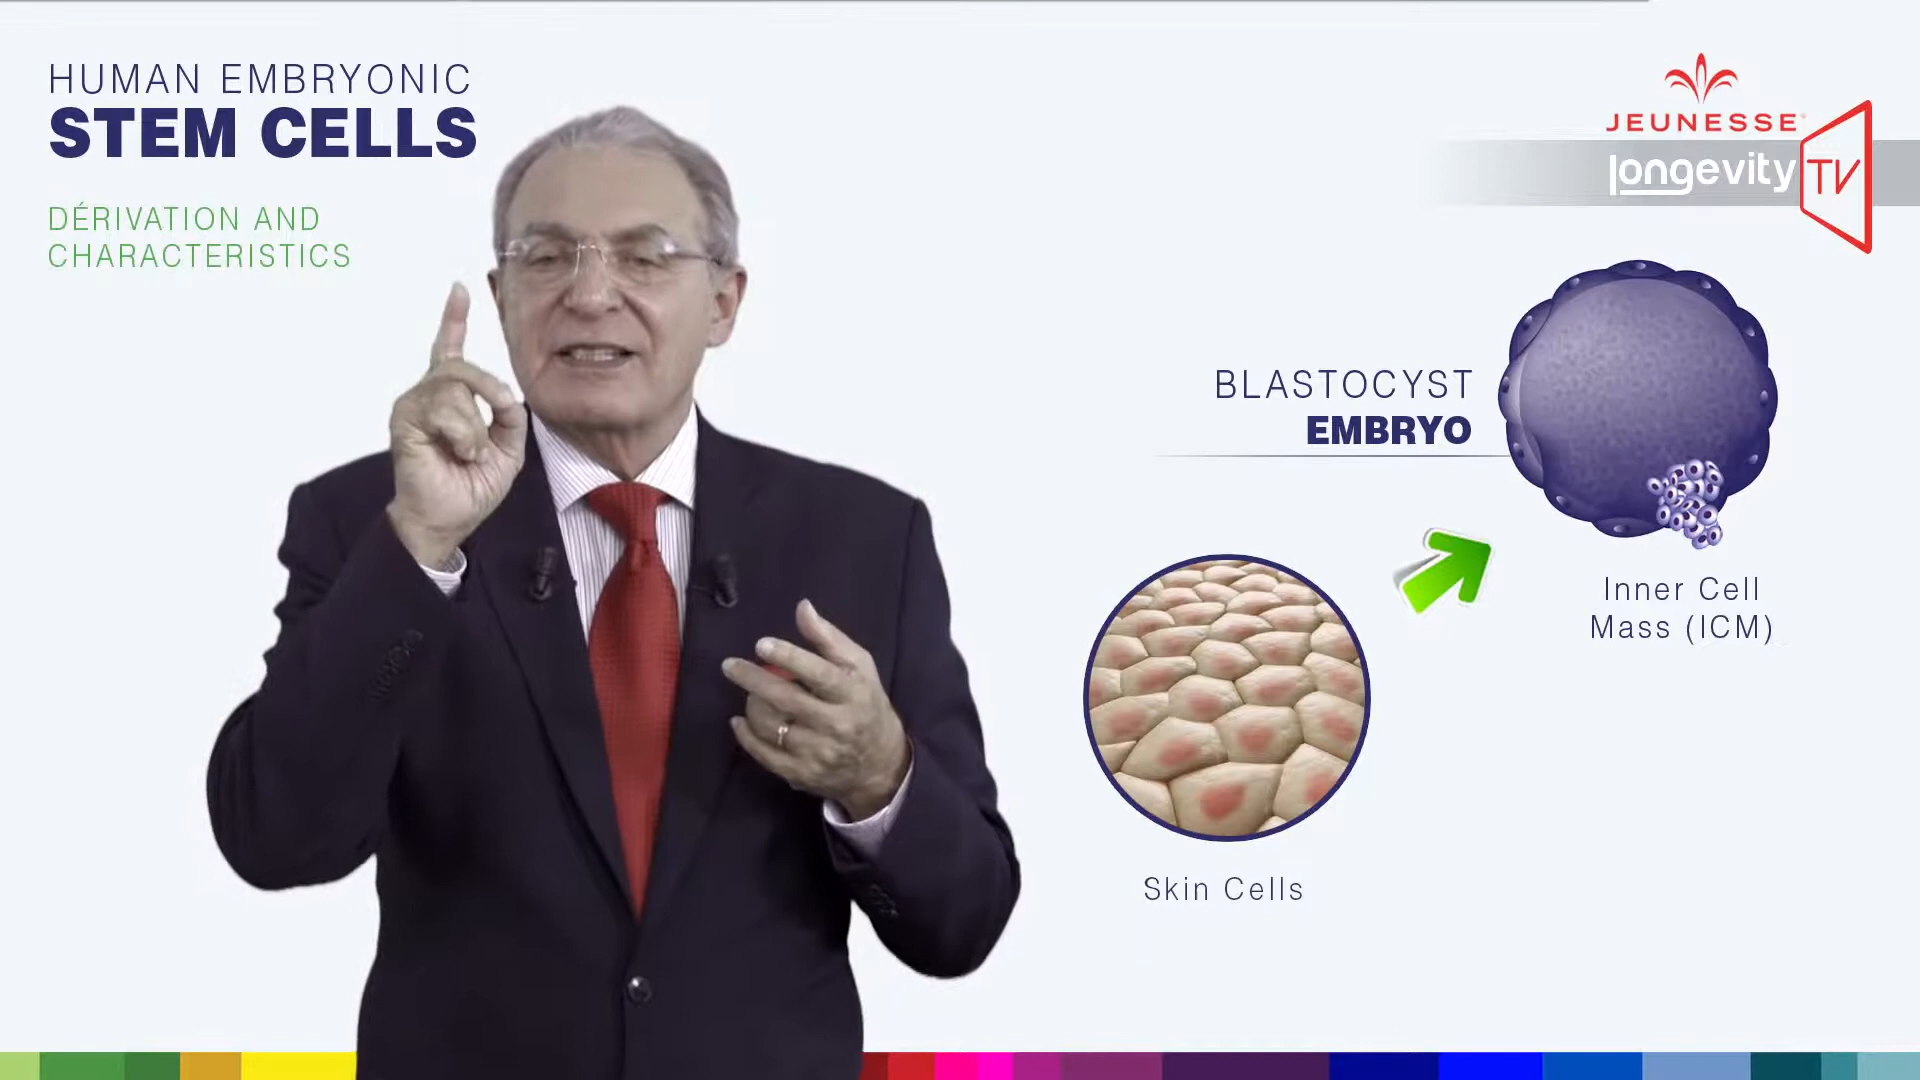 HUMAN EMBRYONIC
STEM CELLS
DÉRIVATION AND
CHARACTERISTICS
JEUNESSE
longevity TV
BLASTOCYST
EMBRYO
Inner Cell
Mass (ICM)
Skin Cells